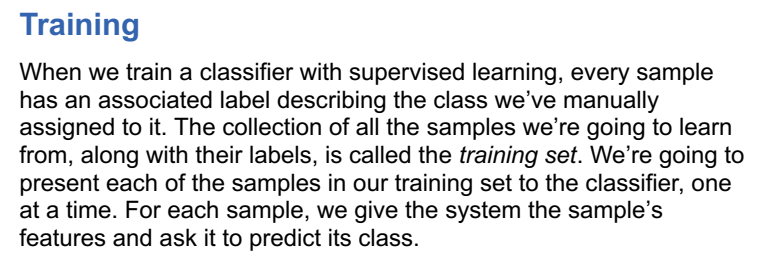 Training
When we train a classifier with supervised learning, every sample
has an associated label describing the class we’ve manually
assigned to it. The collection of all the samples we’re going to learn
from, along with their labels, is called the training set. We’re going to
present each of the samples in our training set to the classifier, one
at a time. For each sample, we give the system the sample’s
features and ask it to predict its class.